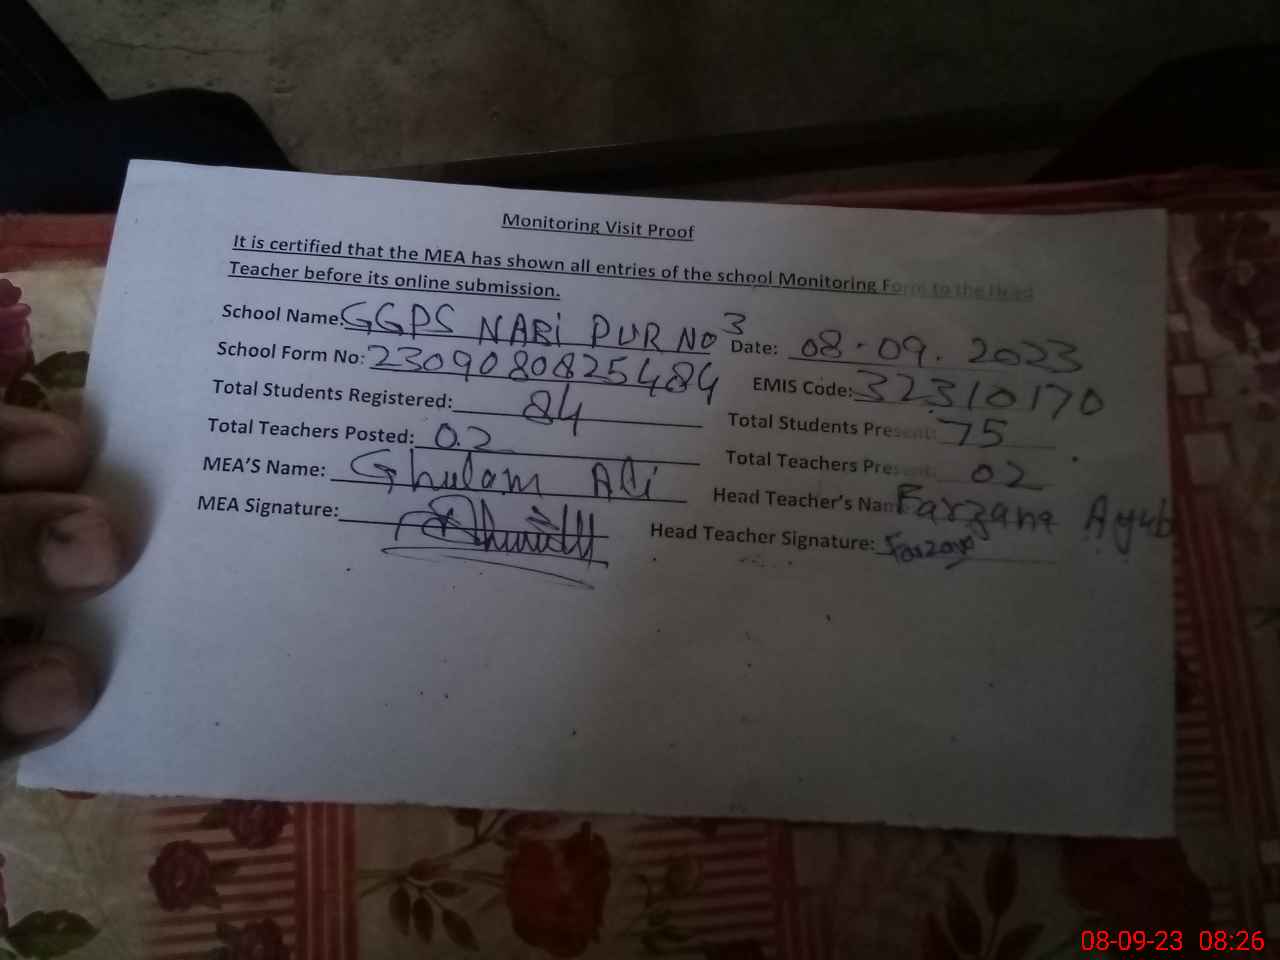 Monitoring Visit Proof
It is certified that the MEA has shown all entries of the school Monitoring Form to the Head
Teacher before its online submission.
School Name: GGPS NABi PUR NO 3 Date: 08.09.2023
School Form No: 2309080825484 EMIS Code: 32310170
Total Students Registered: 84 Total Students Present: 75
Total Teachers Posted: 02 Total Teachers Present: 02
MEA'S Name: Ghulam Ali Head Teacher's Name Farzana Ayub
MEA Signature: Head Teacher Signature: Farzana
08-09-23 08:26